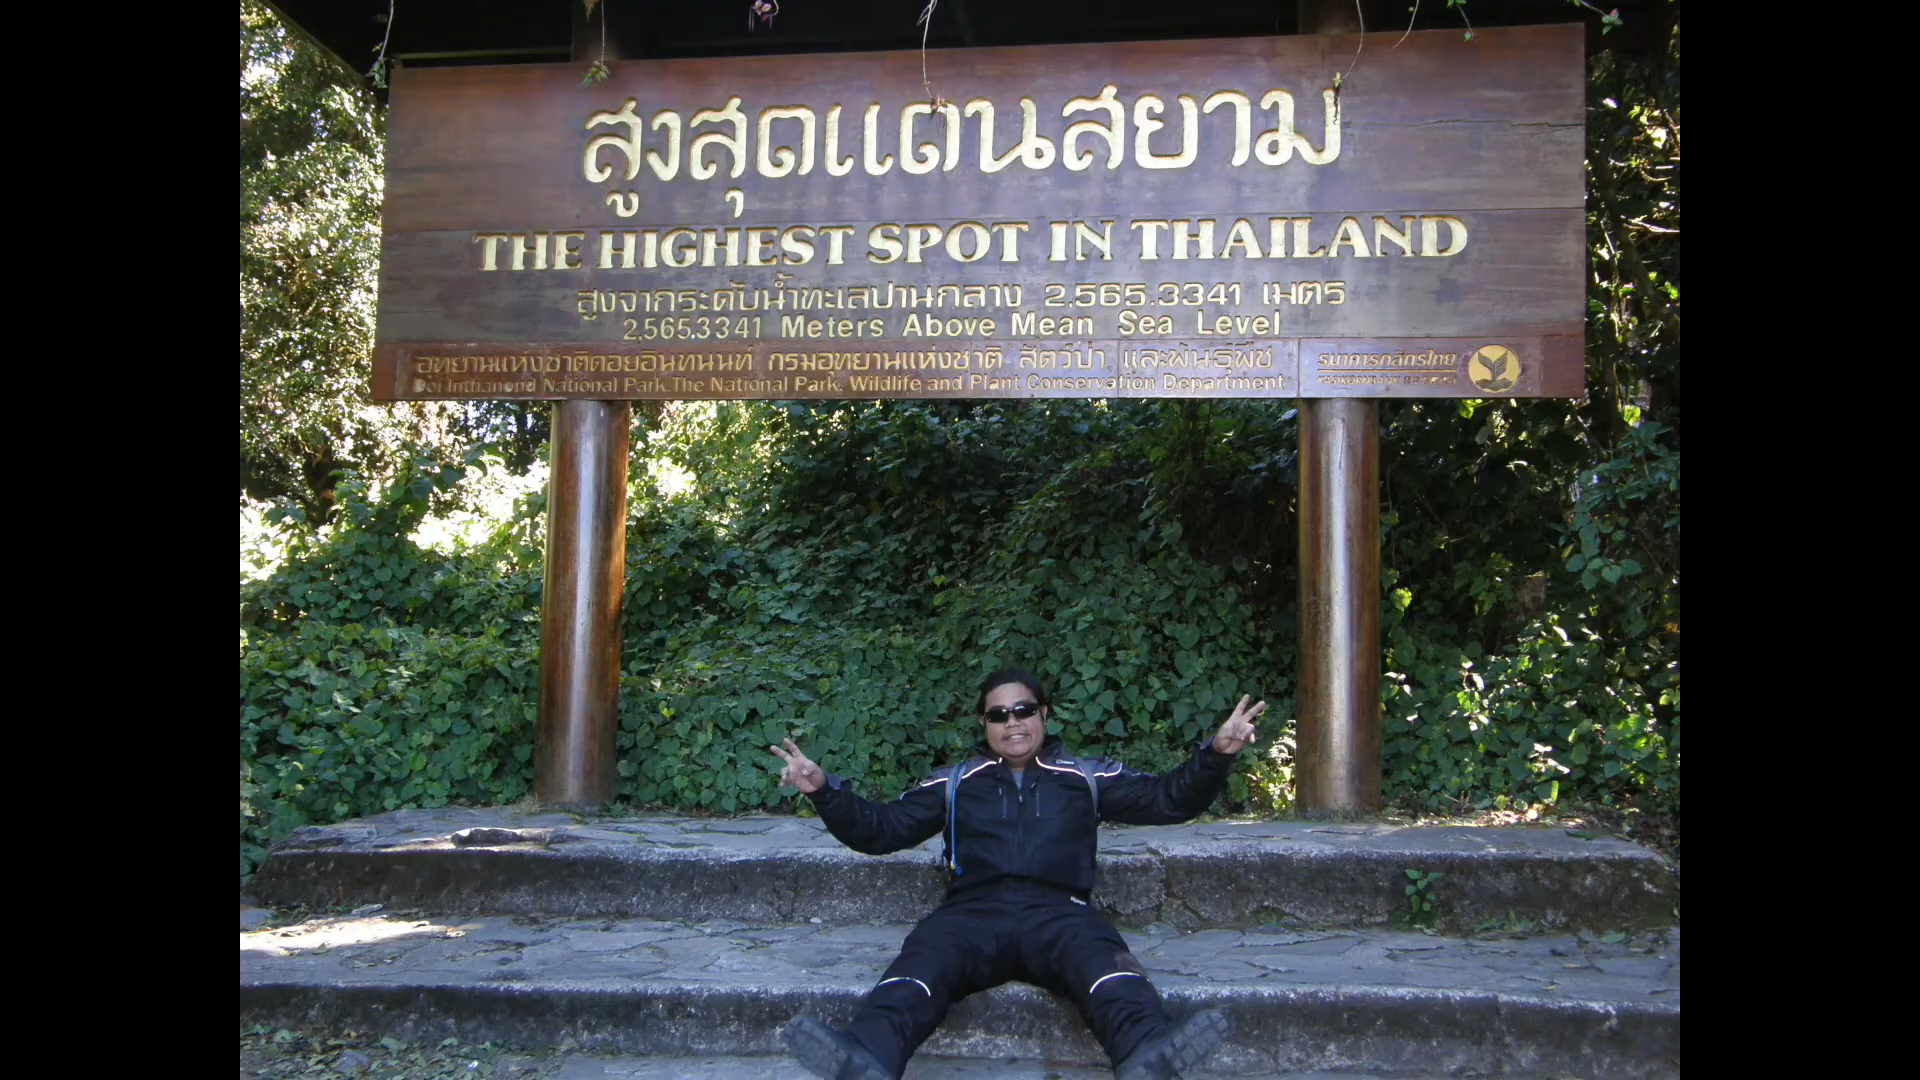 สูงสุดแดนสยาม
THE HIGHEST SPOT IN THAILAND
สูงจากระดับน้ำทะเลปานกลาง 2,565.3341 เมตร
2,565.3341 Meters Above Mean Sea Level
อุทยานแห่งชาติดอยอินทนนท์ กรมอุทยานแห่งชาติ สัตว์ป่า และพันธุ์พืช
Doi Inthanond National Park.The National Park, Wildlife and Plant Conservation Department
ธนาคารกสิกรไทย
KASIKORNBANK